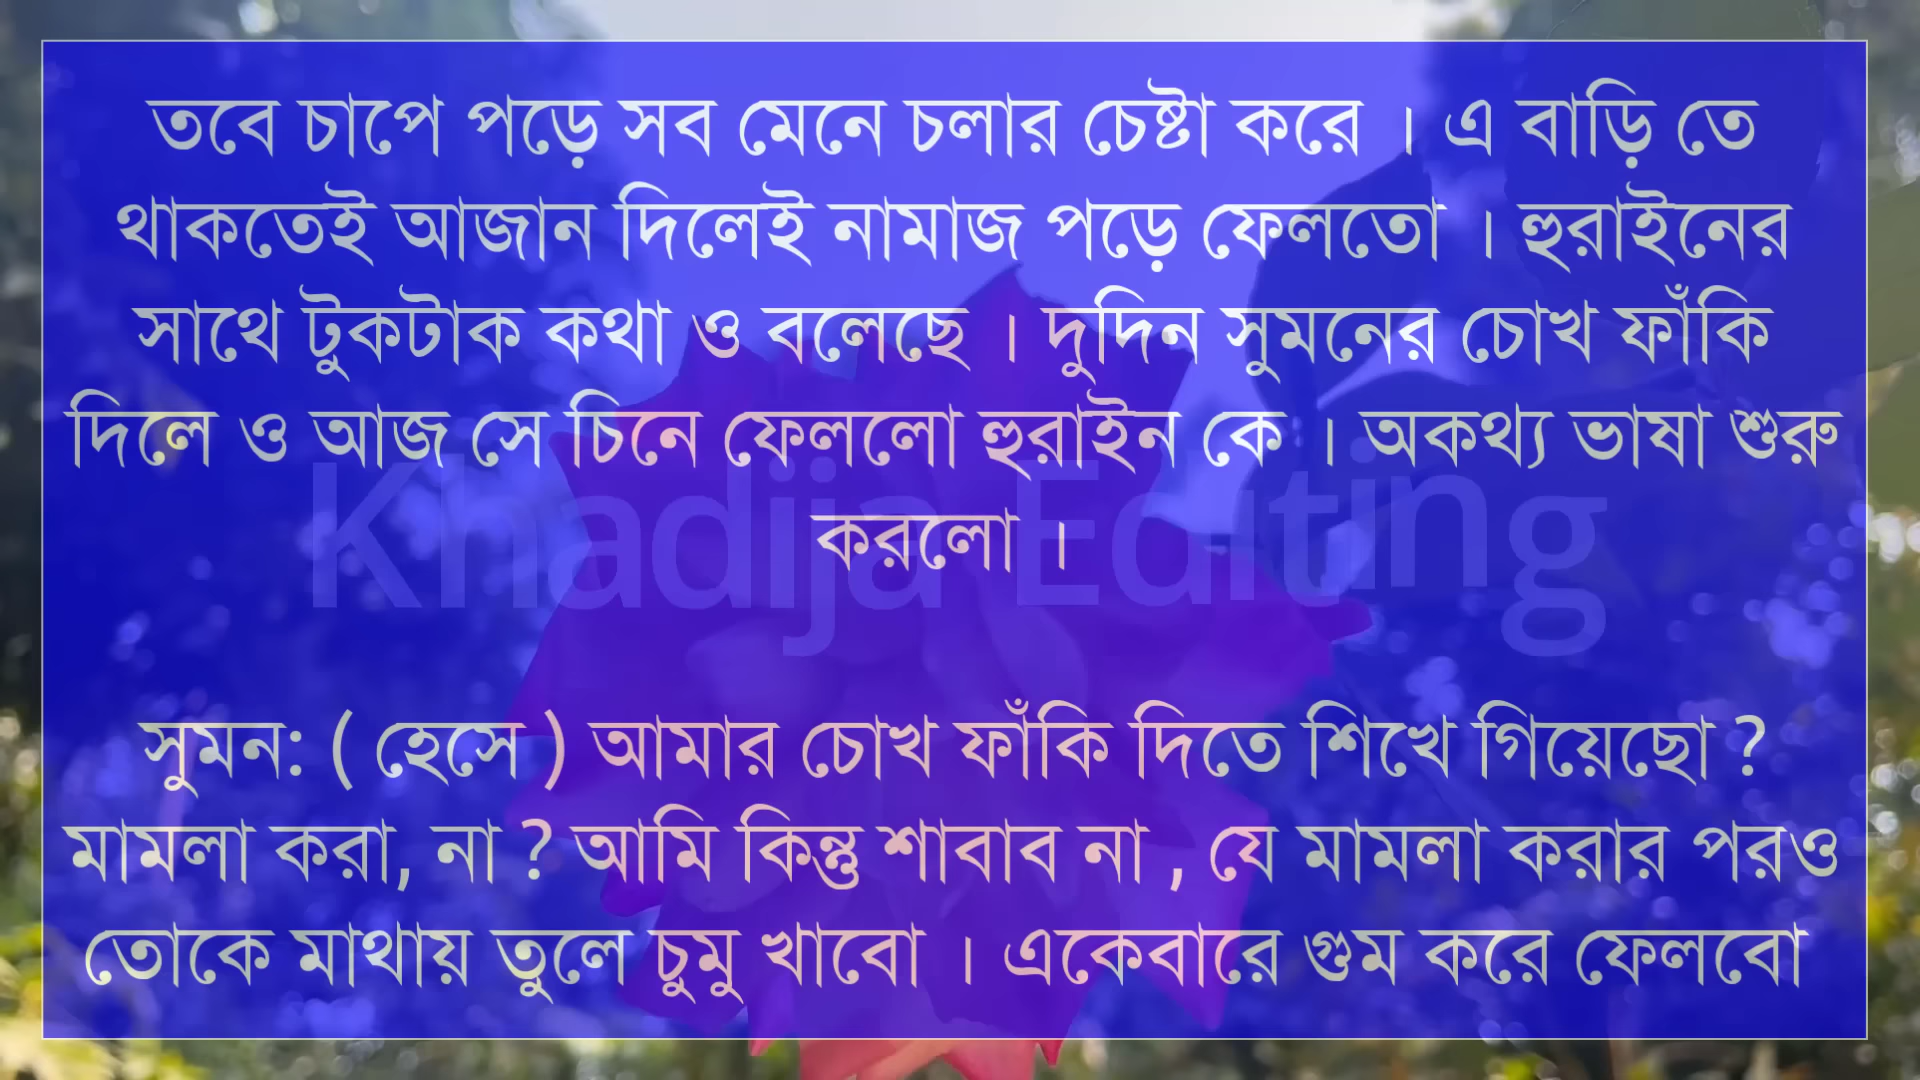 তবে চাপে পড়ে সব মেনে চলার চেষ্টা করে । এ বাড়ি তে
থাকতেই আজান দিলেই নামাজ পড়ে ফেলতো । হুরাইনের
সাথে টুকটাক কথা ও বলেছে । দুদিন সুমনের চোখ ফাঁকি
দিলে ও আজ সে চিনে ফেললো হুরাইন কে । অকথ্য ভাষা শুরু
করলো ।
Khadija Editing
সুমন: ( হেসে ) আমার চোখ ফাঁকি দিতে শিখে গিয়েছো ?
মামলা করা, না ? আমি কিন্তু শাবাব না , যে মামলা করার পরও
তোকে মাথায় তুলে চুমু খাবো । একেবারে গুম করে ফেলবো